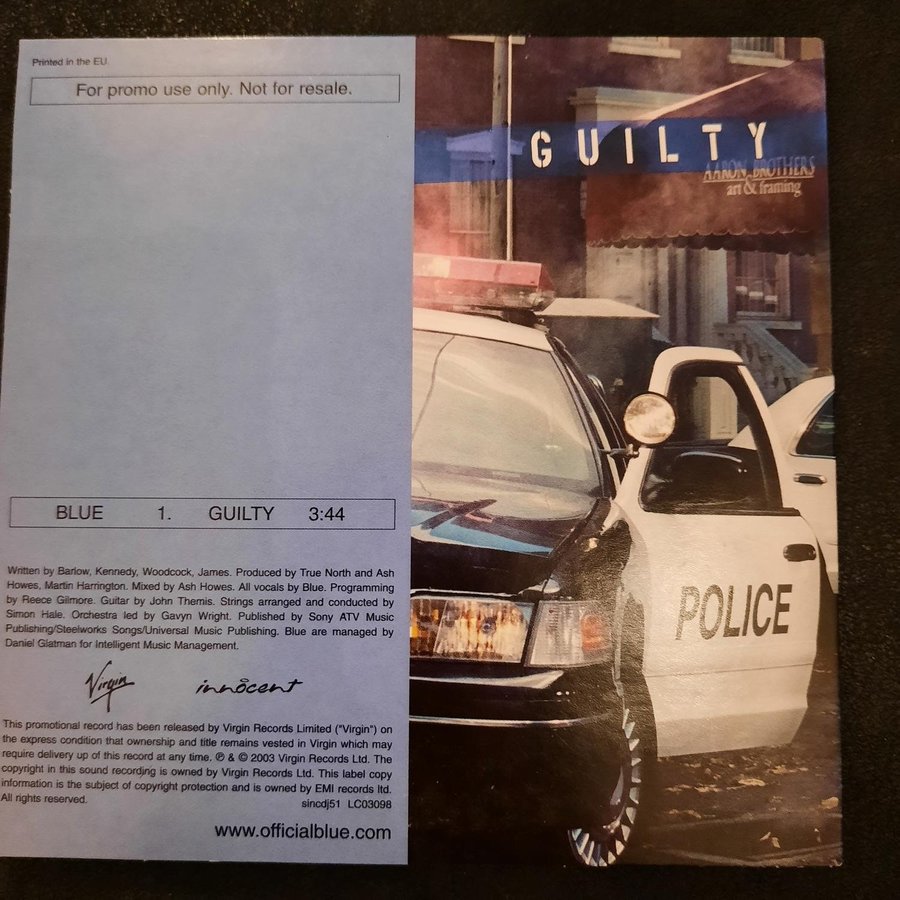 Printed in the EU.
For promo use only. Not for resale.
BLUE 1. GUILTY 3:44
Written by Barlow, Kennedy, Woodcock, James. Produced by True North and Ash
Howes, Martin Harrington. Mixed by Ash Howes. All vocals by Blue. Programming
by Reece Gilmore. Guitar by John Themis. Strings arranged and conducted by
Simon Hale. Orchestra led by Gavyn Wright. Published by Sony ATV Music
Publishing/Steelworks Songs/Universal Music Publishing. Blue are managed by
Daniel Glatman for Intelligent Music Management.
Virgin innocent
This promotional record has been released by Virgin Records Limited ("Virgin") on
the express condition that ownership and title remains vested in Virgin which may
require delivery up of this record at any time. ℗ & © 2003 Virgin Records Ltd. The
copyright in this sound recording is owned by Virgin Records Ltd. This label copy
information is the subject of copyright protection and is owned by EMI records ltd.
All rights reserved. sincdj51 LC03098
www.officialblue.com
GUILTY
AARON BROTHERS
art & framing
POLICE